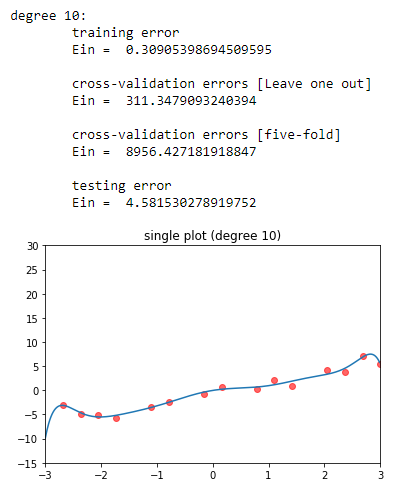 degree 10:
training error
Ein =  0.30905398694509595
cross-validation errors [Leave one out]
Ein =  311.3479093240394
cross-validation errors [five-fold]
Ein =  8956.427181918847
testing error
Ein =  4.581530278919752
single plot (degree 10)
30
25
20
15
10
5
0
−5
−10
−15
−3 −2 −1 0 1 2 3